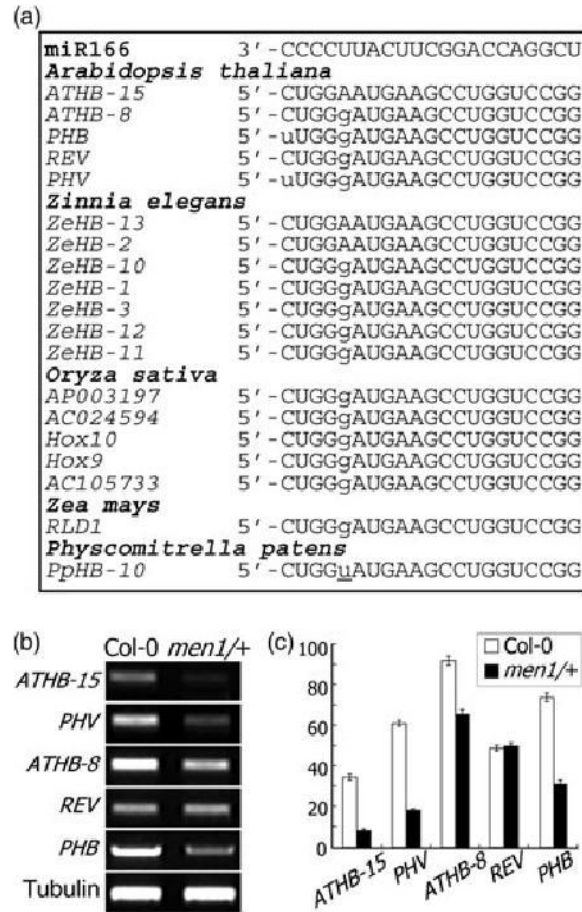 (a)
miR166 3′-CCCCUUACUUCGGACCAGGCU
Arabidopsis thaliana
ATHB-15 5′-CUGGAAUGAAGCCUGGUCCGG
ATHB-8 5′-CUGGgAUGAAGCCUGGUCCGG
PHB 5′-uUGGgAUGAAGCCUGGUCCGG
REV 5′-CUGGgAUGAAGCCUGGUCCGG
PHV 5′-uUGGgAUGAAGCCUGGUCCGG
Zinnia elegans
ZeHB-13 5′-CUGGAAUGAAGCCUGGUCCGG
ZeHB-2 5′-CUGGAAUGAAGCCUGGUCCGG
ZeHB-10 5′-CUGGgAUGAAGCCUGGUCCGG
ZeHB-1 5′-CUGGgAUGAAGCCUGGUCCGG
ZeHB-3 5′-CUGGgAUGAAGCCUGGUCCGG
ZeHB-12 5′-CUGGgAUGAAGCCUGGUCCGG
ZeHB-11 5′-CUGGgAUGAAGCCUGGUCCGG
Oryza sativa
AP003197 5′-CUGGgAUGAAGCCUGGUCCGG
AC024594 5′-CUGGgAUGAAGCCUGGUCCGG
Hox10 5′-CUGGgAUGAAGCCUGGUCCGG
Hox9 5′-CUGGgAUGAAGCCUGGUCCGG
AC105733 5′-CUGGgAUGAAGCCUGGUCCGG
Zea mays
RLD1 5′-CUGGgAUGAAGCCUGGUCCGG
Physcomitrella patens
PpHB-10 5′-CUGGuAUGAAGCCUGGUCCGG
(b)
Col-0 men1/+
ATHB-15
PHV
ATHB-8
REV
PHB
Tubulin
(c)
Col-0
men1/+
100
80
60
40
20
0
ATHB-15 PHV ATHB-8 REV PHB